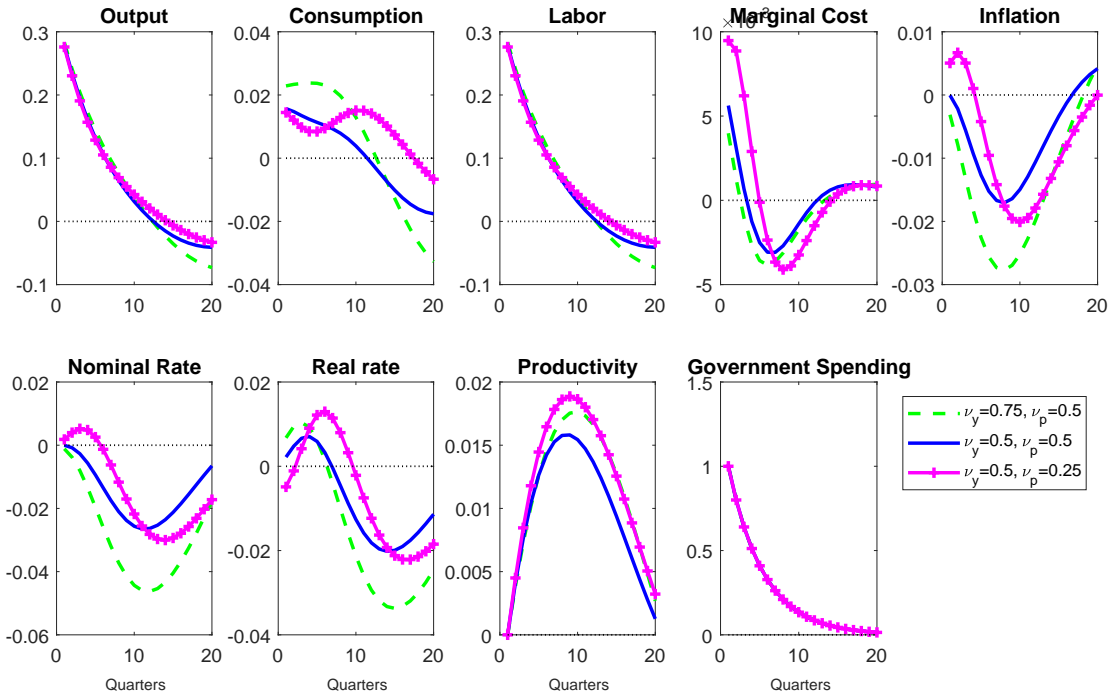 Output
0.3
0.2
0.1
0
-0.1
0 10 20
Consumption
0.04
0.02
0
-0.02
-0.04
0 10 20
Labor
0.3
0.2
0.1
0
-0.1
0 10 20
Marginal Cost
10
5
0
-5
0 10 20
Inflation
0.01
0
-0.01
-0.02
-0.03
0 10 20
Nominal Rate
0.02
0
-0.02
-0.04
-0.06
0 10 20
Quarters
Real rate
0.02
0
-0.02
-0.04
0 10 20
Quarters
Productivity
0.02
0.015
0.01
0.005
0
0 10 20
Quarters
Government Spending
1.5
1
0.5
0
0 10 20
Quarters
ν_y=0.75, ν_p=0.5
ν_y=0.5, ν_p=0.5
ν_y=0.5, ν_p=0.25